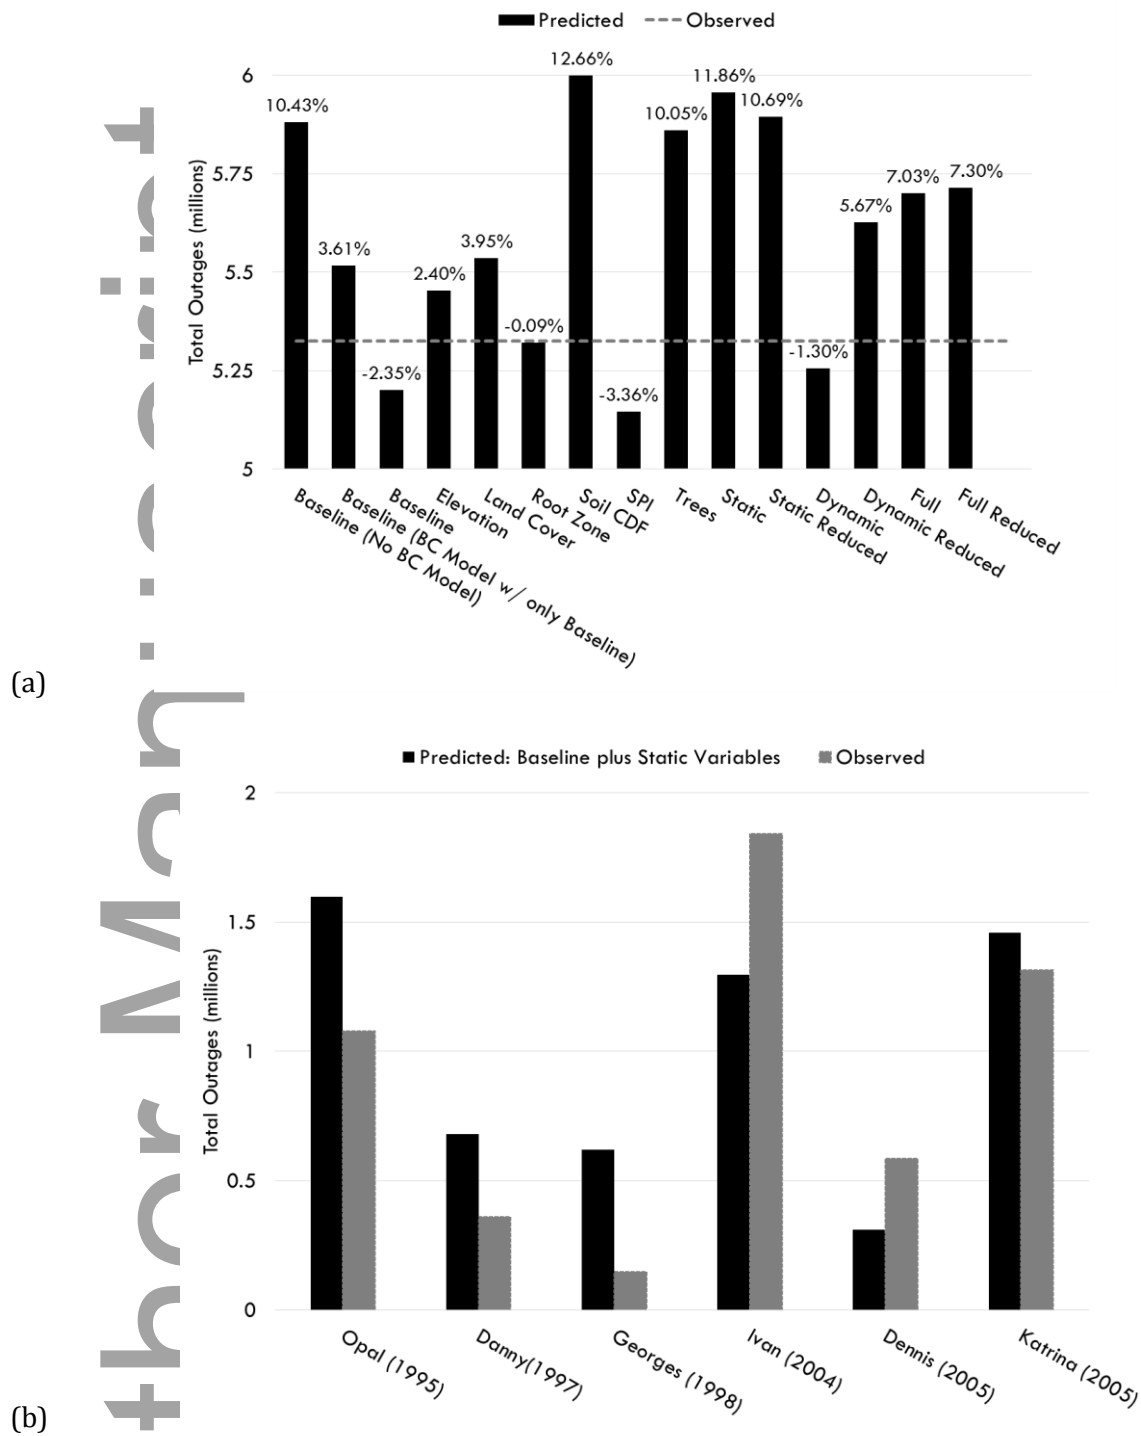 Predicted Observed
12.66%
11.86%
10.43%
10.69%
10.05%
7.30%
7.03%
5.67%
3.95%
3.61%
2.40%
-0.09%
-1.30%
-2.35%
-3.36%
6
5.75
5.5
5.25
5
Total Outages (millions)
Baseline (No BC Model)
Baseline (BC Model w/ only Baseline)
Baseline
Elevation
Land Cover
Root Zone
Soil CDF
SPI
Trees
Static
Static Reduced
Dynamic
Dynamic Reduced
Full
Full Reduced
(a)
Predicted: Baseline plus Static Variables Observed
2
1.5
1
0.5
0
Total Outages (millions)
Opal (1995)
Danny(1997)
Georges (1998)
Ivan (2004)
Dennis (2005)
Katrina (2005)
(b)
thor Man